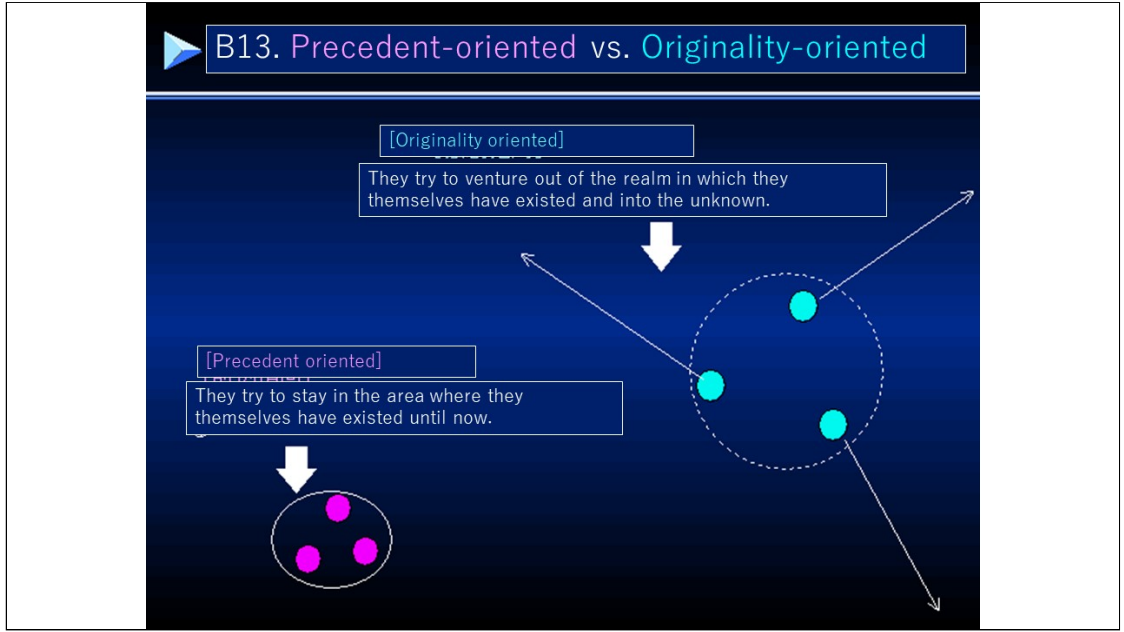 B13. Precedent-oriented vs. Originality-oriented
[Originality oriented]
They try to venture out of the realm in which they
themselves have existed and into the unknown.
[Precedent oriented]
They try to stay in the area where they
themselves have existed until now.